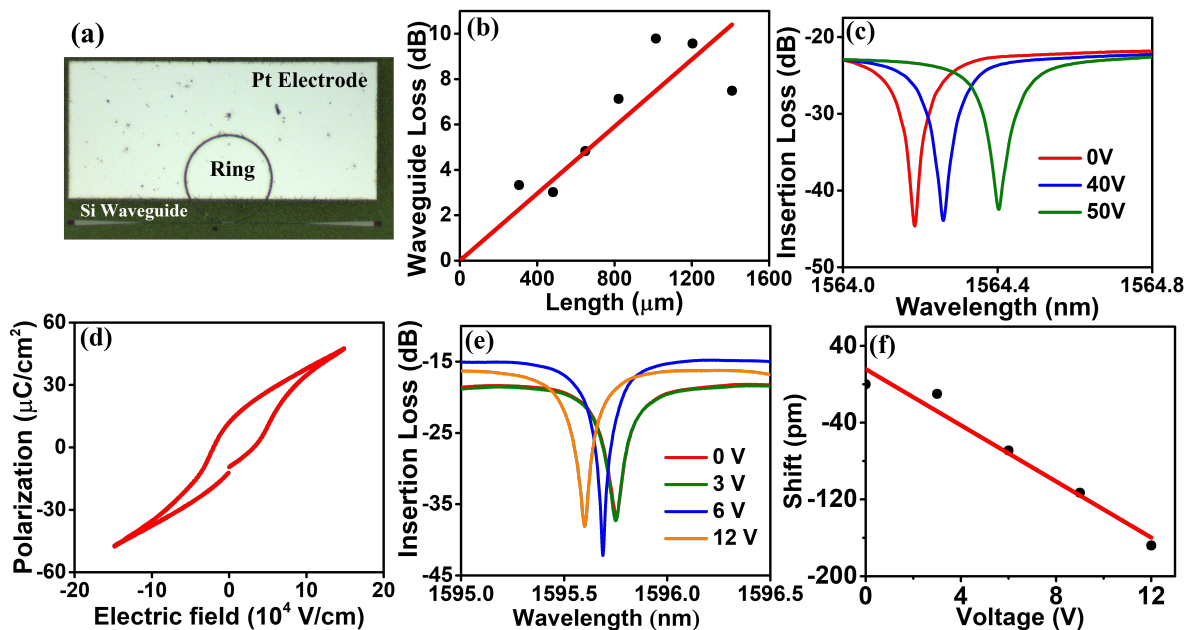 (a)
Pt Electrode
Ring
Si Waveguide
(b)
Waveguide Loss (dB)
10
8
6
4
2
0
0 400 800 1200 1600
Length (μm)
(c)
Insertion Loss (dB)
-20
-30
-40
-50
0V
40V
50V
1564.0 1564.4 1564.8
Wavelength (nm)
(d)
Polarization (μC/cm²)
60
30
0
-30
-60
-20 -10 0 10 20
Electric field (10⁴ V/cm)
(e)
Insertion Loss (dB)
-15
-25
-35
-45
0 V
3 V
6 V
12 V
1595.0 1595.5 1596.0 1596.5
Wavelength (nm)
(f)
Shift (pm)
40
-40
-120
-200
0 4 8 12
Voltage (V)